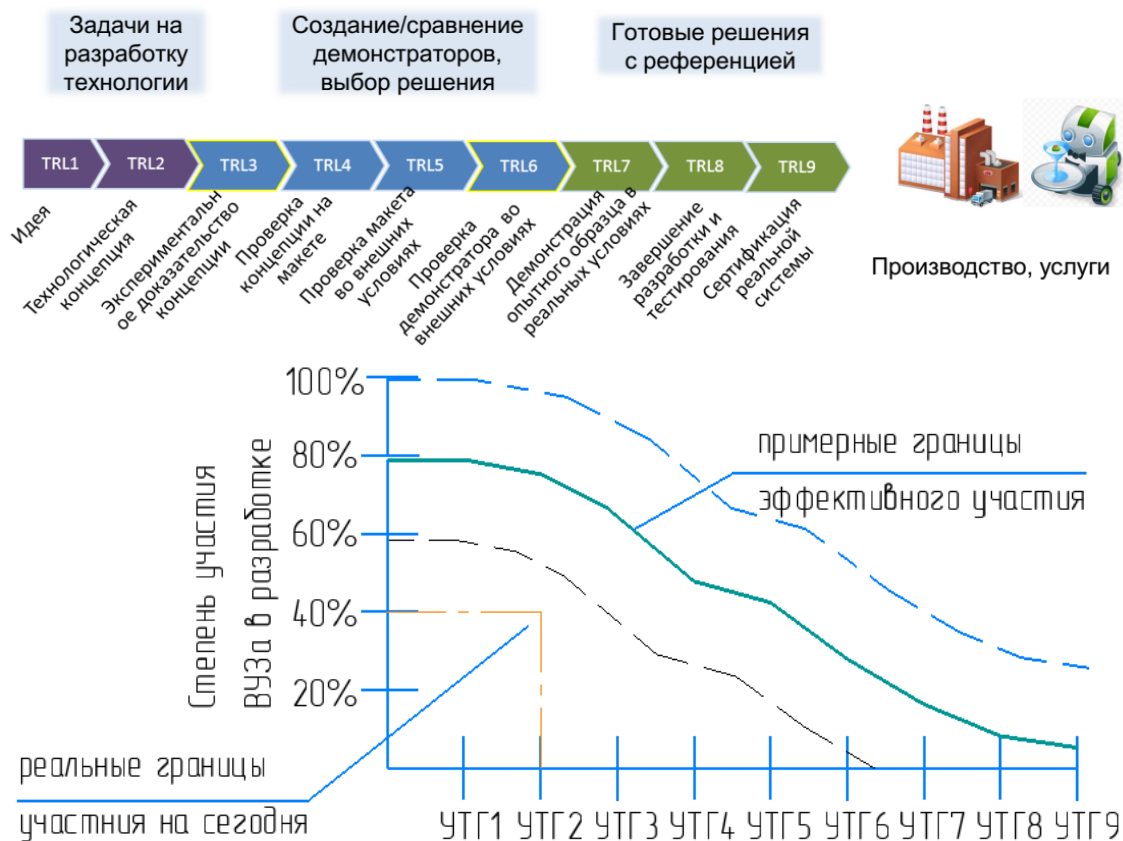 Задачи на
разработку
технологии
Создание/сравнение
демонстраторов,
выбор решения
Готовые решения
с референцией
TRL1
TRL2
TRL3
TRL4
TRL5
TRL6
TRL7
TRL8
TRL9
Идея
Технологическая
концепция
Экспериментальн
ое доказательство
концепции
Проверка
концепции на
макете
Проверка макета
во внешних
условиях
Проверка
демонстратора во
внешних условиях
Демонстрация
опытного образца в
реальных условиях
Завершение
разработки и
тестирования
Сертификация
реальной
системы
Производство, услуги
Степень участия
ВУЗа в разработке
100%
80%
60%
40%
20%
примерные границы
эффективного участия
реальные границы
участния на сегодня
УТГ1
УТГ2
УТГ3
УТГ4
УТГ5
УТГ6
УТГ7
УТГ8
УТГ9